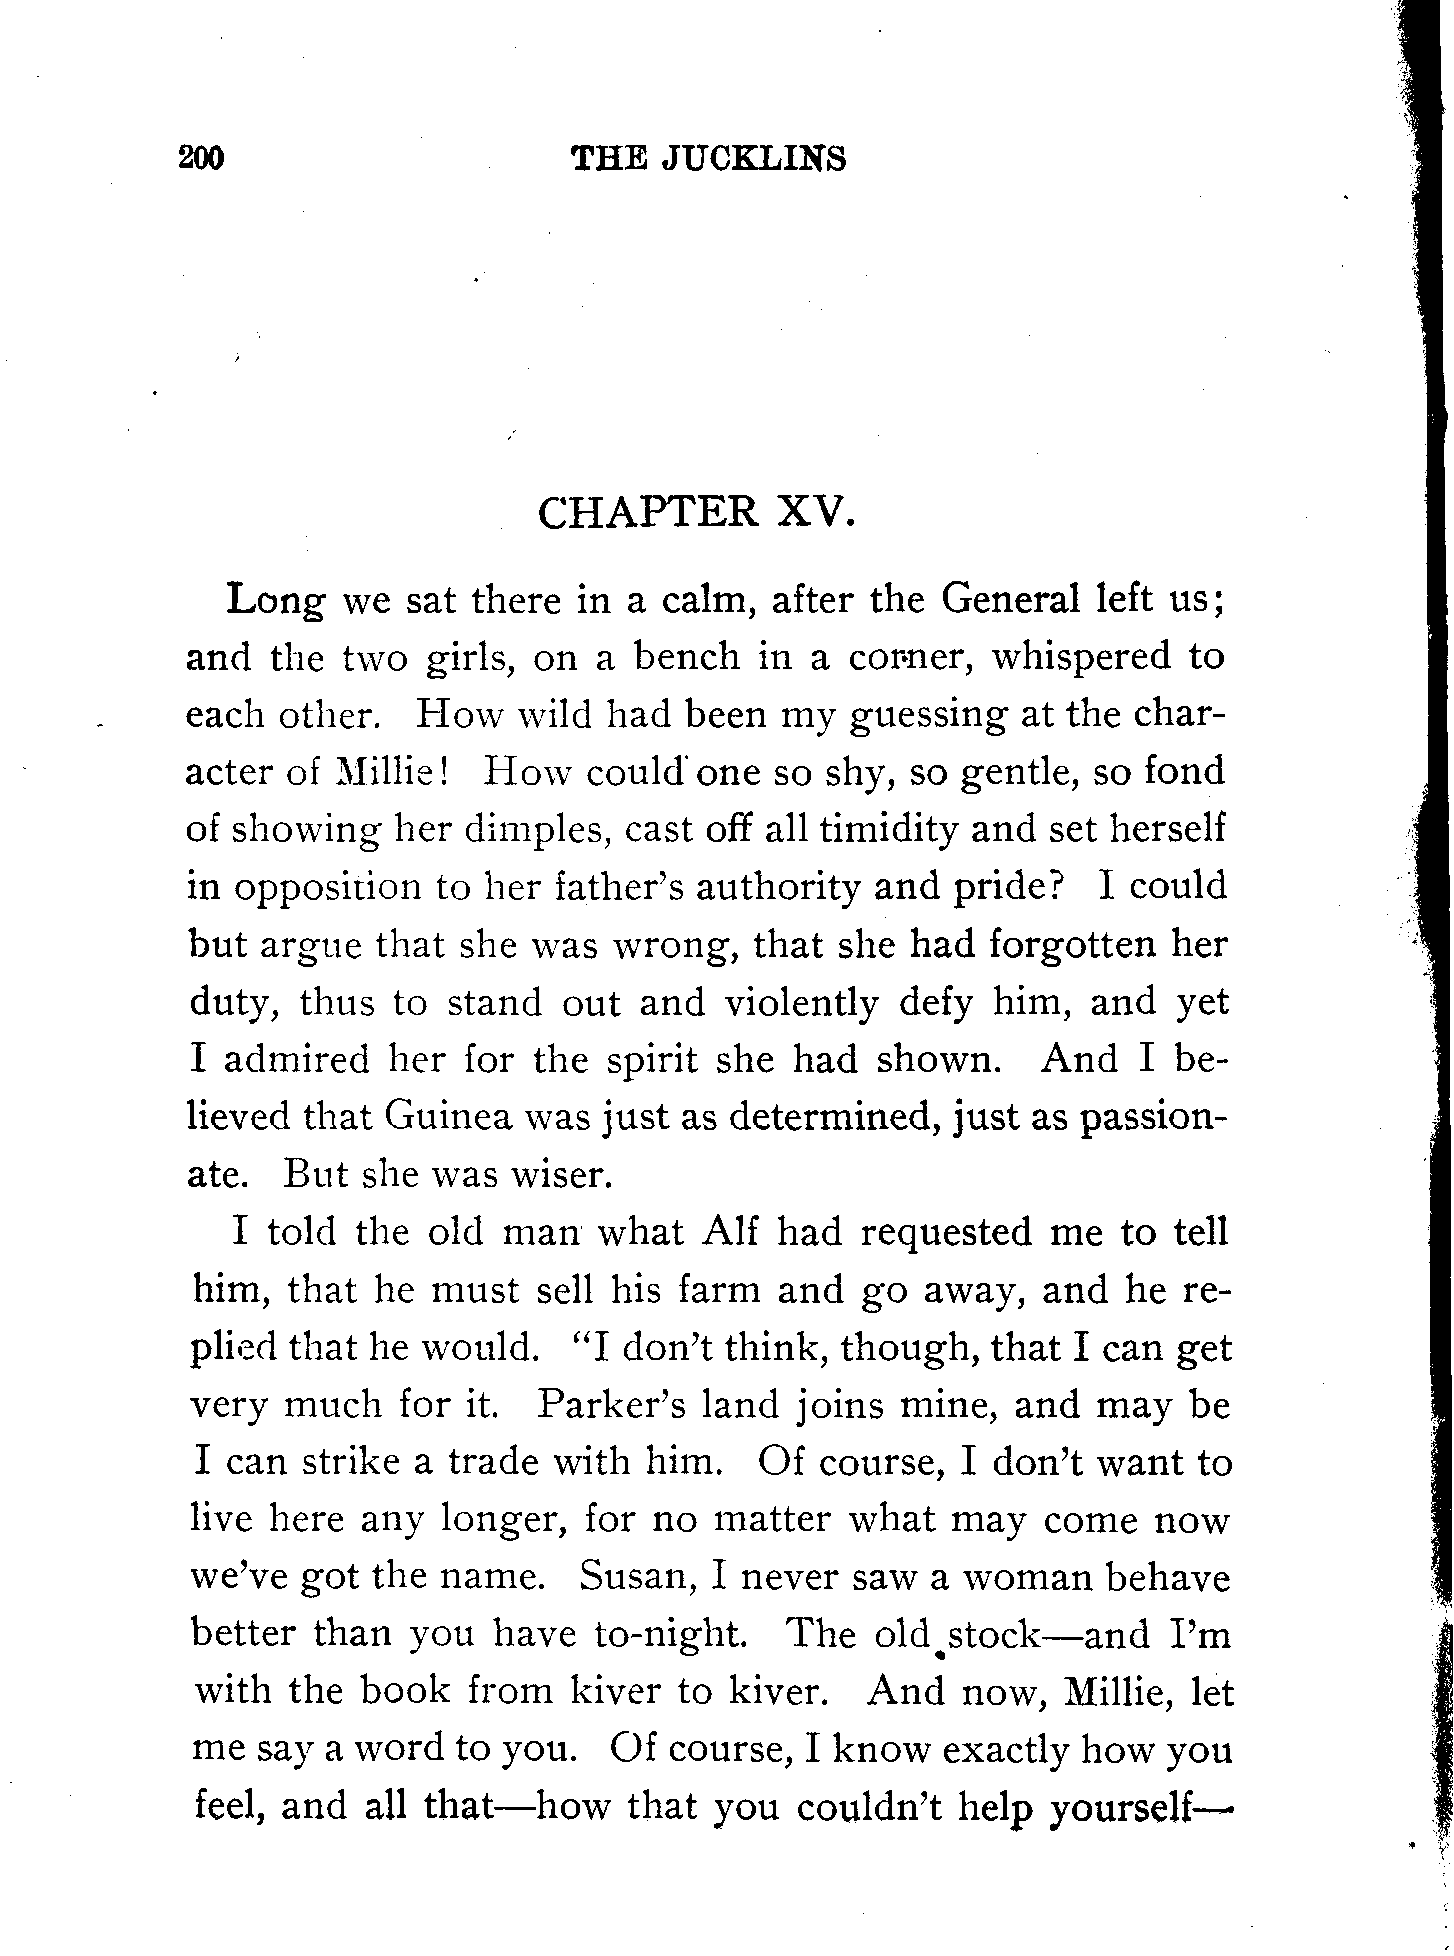 200 THE JUCKLINS
CHAPTER XV.
Long we sat there in a calm, after the General left us;
and the two girls, on a bench in a corner, whispered to
each other. How wild had been my guessing at the char-
acter of Millie! How could one so shy, so gentle, so fond
of showing her dimples, cast off all timidity and set herself
in opposition to her father's authority and pride? I could
but argue that she was wrong, that she had forgotten her
duty, thus to stand out and violently defy him, and yet
I admired her for the spirit she had shown. And I be-
lieved that Guinea was just as determined, just as passion-
ate. But she was wiser.
I told the old man what Alf had requested me to tell
him, that he must sell his farm and go away, and he re-
plied that he would. "I don't think, though, that I can get
very much for it. Parker's land joins mine, and may be
I can strike a trade with him. Of course, I don't want to
live here any longer, for no matter what may come now
we've got the name. Susan, I never saw a woman behave
better than you have to-night. The old stock—and I'm
with the book from kiver to kiver. And now, Millie, let
me say a word to you. Of course, I know exactly how you
feel, and all that—how that you couldn't help yourself—